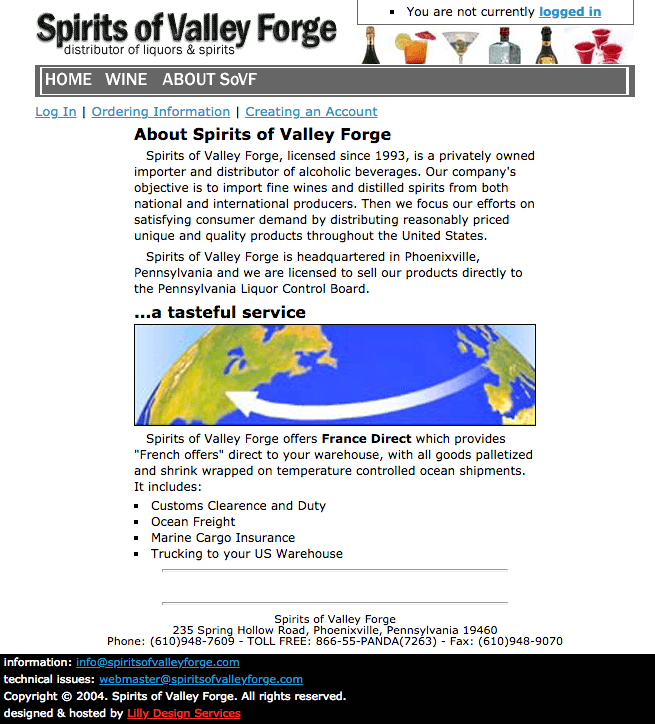 Spirits of Valley Forge
distributor of liquors & spirits
You are not currently logged in
HOME WINE ABOUT SoVF
Log In | Ordering Information | Creating an Account
About Spirits of Valley Forge
Spirits of Valley Forge, licensed since 1993, is a privately owned
importer and distributor of alcoholic beverages. Our company's
objective is to import fine wines and distilled spirits from both
national and international producers. Then we focus our efforts on
satisfying consumer demand by distributing reasonably priced
unique and quality products throughout the United States.
Spirits of Valley Forge is headquartered in Phoenixville,
Pennsylvania and we are licensed to sell our products directly to
the Pennsylvania Liquor Control Board.
...a tasteful service
Spirits of Valley Forge offers France Direct which provides
"French offers" direct to your warehouse, with all goods palletized
and shrink wrapped on temperature controlled ocean shipments.
It includes:
Customs Clearence and Duty
Ocean Freight
Marine Cargo Insurance
Trucking to your US Warehouse
Spirits of Valley Forge
235 Spring Hollow Road, Phoenixville, Pennsylvania 19460
Phone: (610)948-7609 - TOLL FREE: 866-55-PANDA(7263) - Fax: (610)948-9070
information: info@spiritsofvalleyforge.com
technical issues: webmaster@spiritsofvalleyforge.com
Copyright © 2004. Spirits of Valley Forge. All rights reserved.
designed & hosted by Lilly Design Services